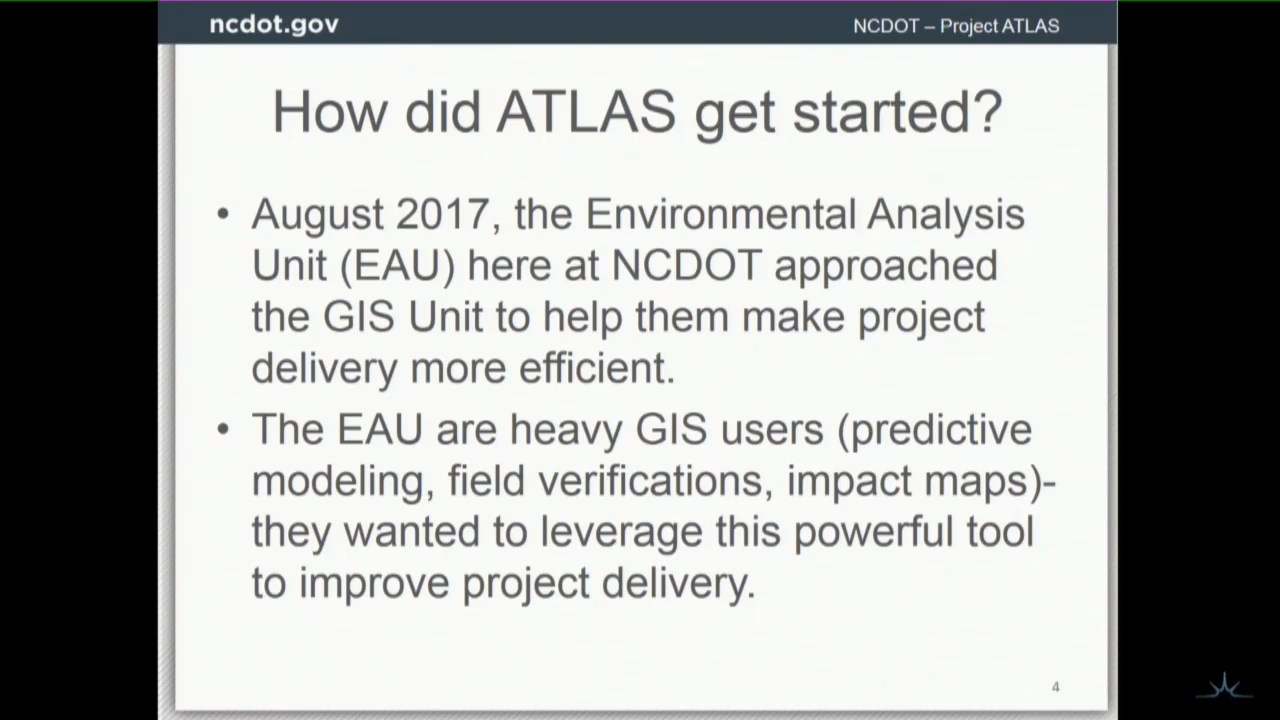 ncdot.gov
NCDOT – Project ATLAS
How did ATLAS get started?
• August 2017, the Environmental Analysis
Unit (EAU) here at NCDOT approached
the GIS Unit to help them make project
delivery more efficient.
• The EAU are heavy GIS users (predictive
modeling, field verifications, impact maps)-
they wanted to leverage this powerful tool
to improve project delivery.
4